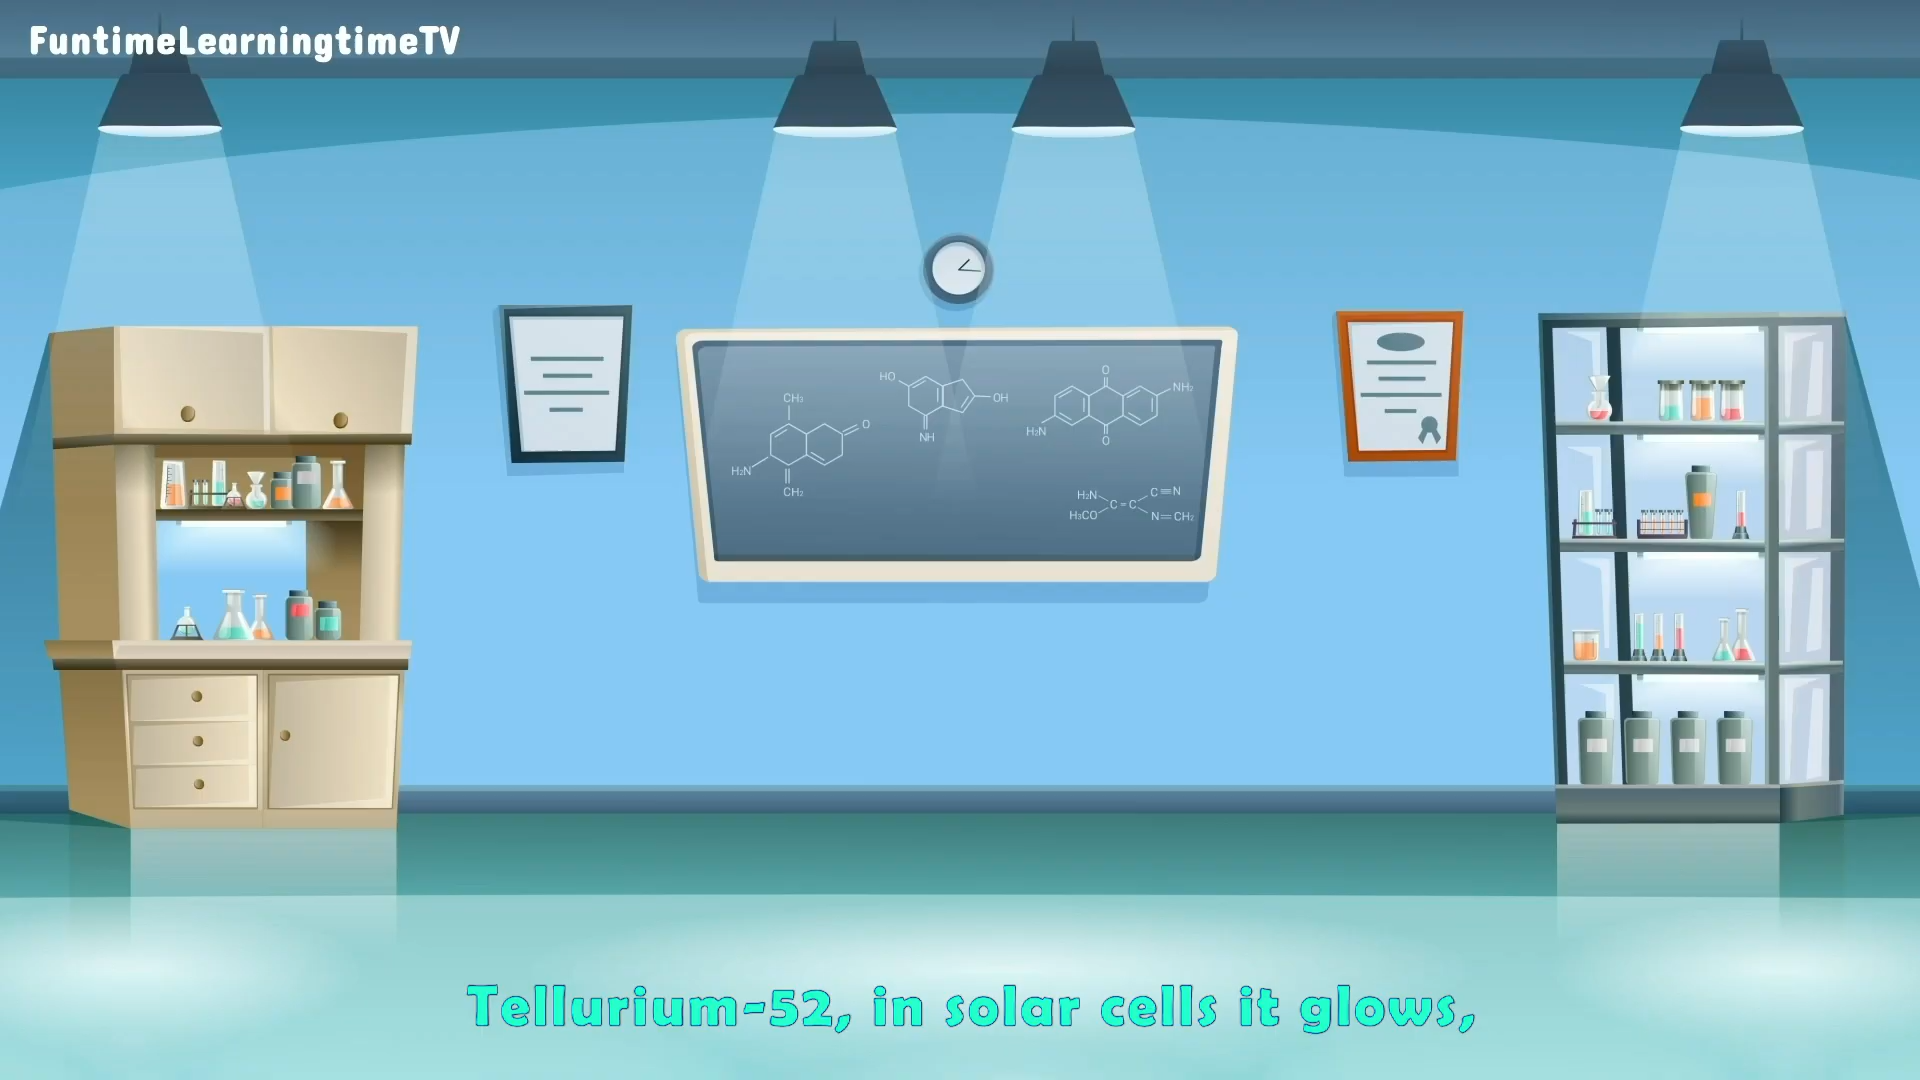 FuntimeLearningtimeTV
HO
OH
NH
CH₃
O
H₂N
CH₂
O
NH₂
H₂N
O
H₂N
C≡N
C=C
H₃CO
N=CH₂
Tellurium-52, in solar cells it glows,